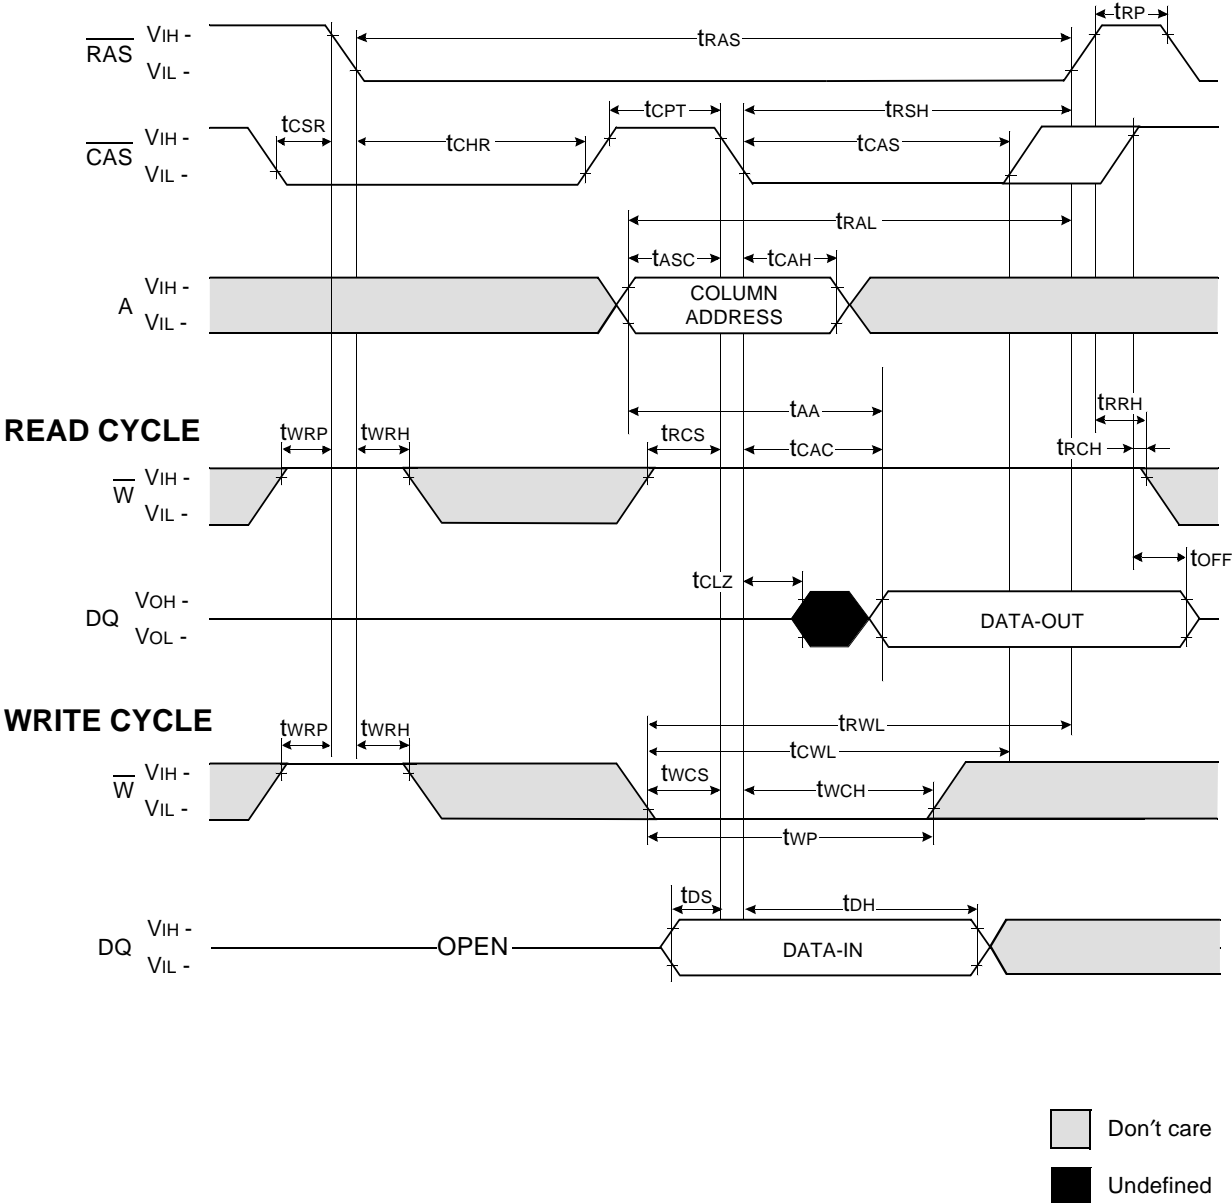 tRP
RAS VIH -
tRAS
VIL -
tCPT tRSH
tCSR
CAS VIH -
tCHR tCAS
VIL -
tRAL
tASC tCAH
A VIH -
COLUMN
ADDRESS
VIL -
tAA tRRH
READ CYCLE
tWRP tWRH tRCS tCAC tRCH
W VIH -
VIL -
tOFF
tCLZ
DQ VOH -
DATA-OUT
VOL -
WRITE CYCLE
tRWL
tWRP tWRH
tCWL
W VIH -
tWCS tWCH
VIL -
tWP
tDS tDH
DQ VIH -
OPEN DATA-IN
VIL -
Don′t care
Undefined